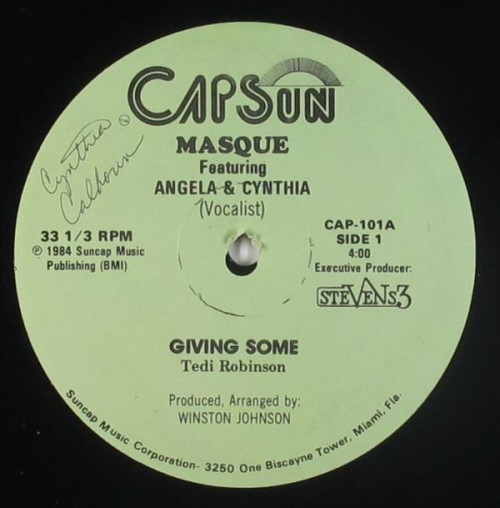 CAPSUN
MASQUE
Featuring
ANGELA & CYNTHIA
(Vocalist)
Cynthia
Calhoun
33 1/3 RPM
℗ 1984 Suncap Music
Publishing (BMI)
CAP-101A
SIDE 1
4:00
Executive Producer:
STEVENS3
GIVING SOME
Tedi Robinson
Produced, Arranged by:
WINSTON JOHNSON
Suncap Music Corporation- 3250 One Biscayne Tower, Miami, Fla.